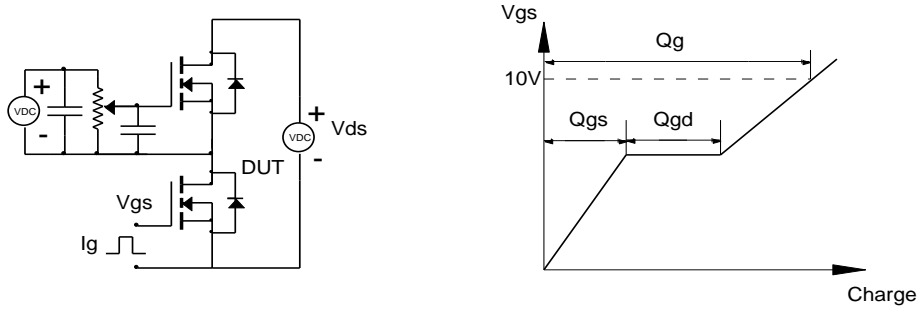 +
VDC
-
+
VDC
-
Vds
DUT
Vgs
Ig
Vgs
Qg
10V
Qgs
Qgd
Charge